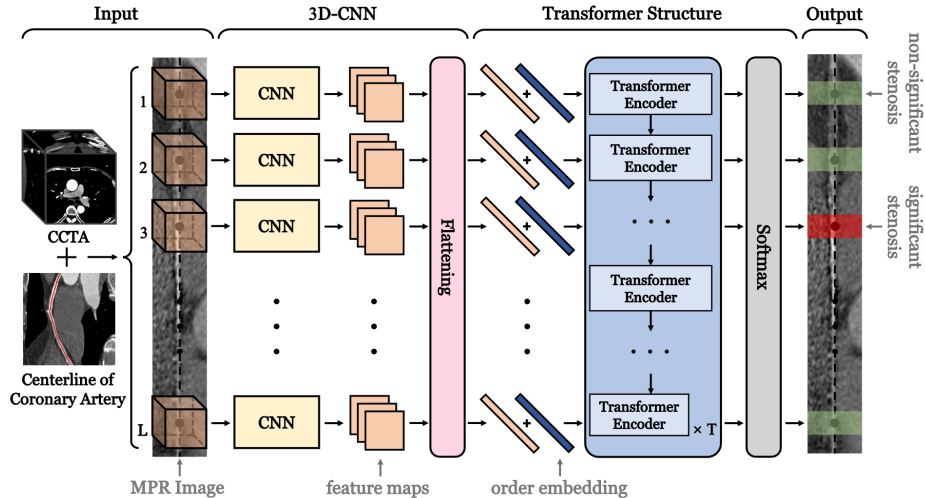 Input
3D-CNN
Transformer Structure
Output
1
CNN
+
Transformer
Encoder
non-significant
stenosis
2
CNN
+
Transformer
Encoder
CCTA
3
CNN
+
. . .
significant
stenosis
+
Flattening
Transformer
Encoder
Softmax
. . .
Centerline of
Coronary Artery
L
CNN
+
Transformer
Encoder
× T
MPR Image
feature maps
order embedding